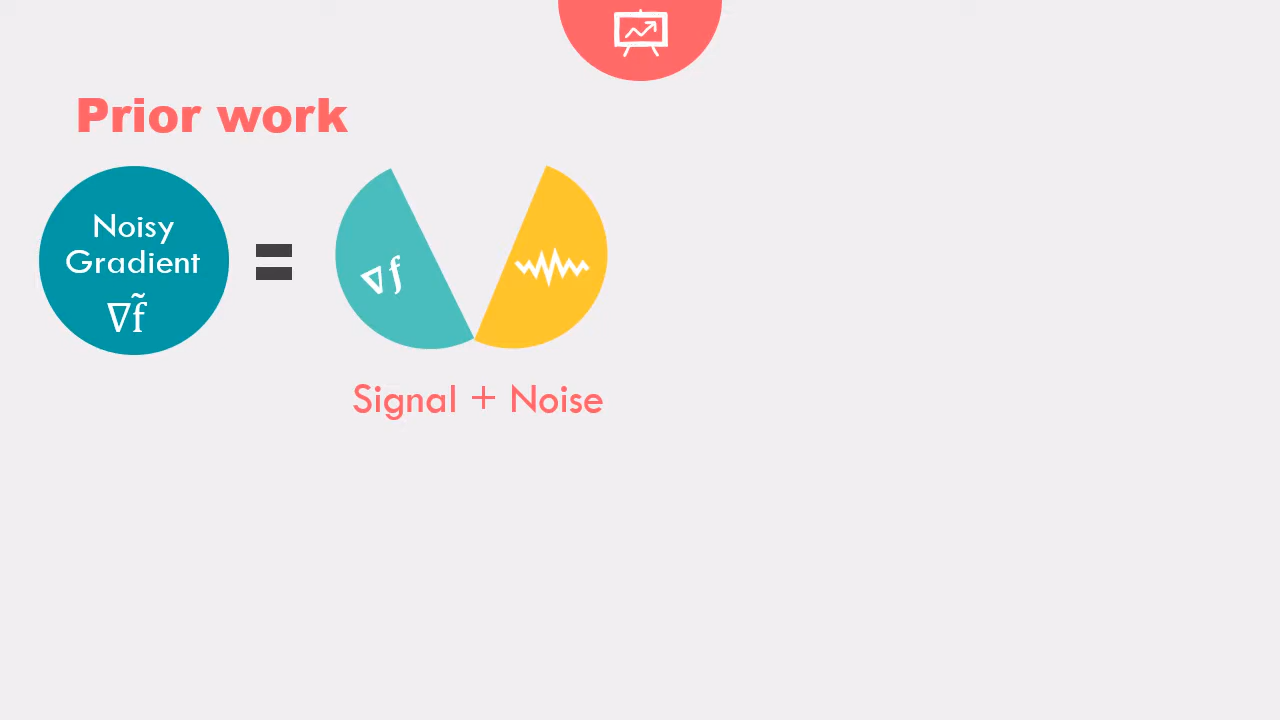 Prior work
Noisy
Gradient
∇f̃
∇f
Signal + Noise